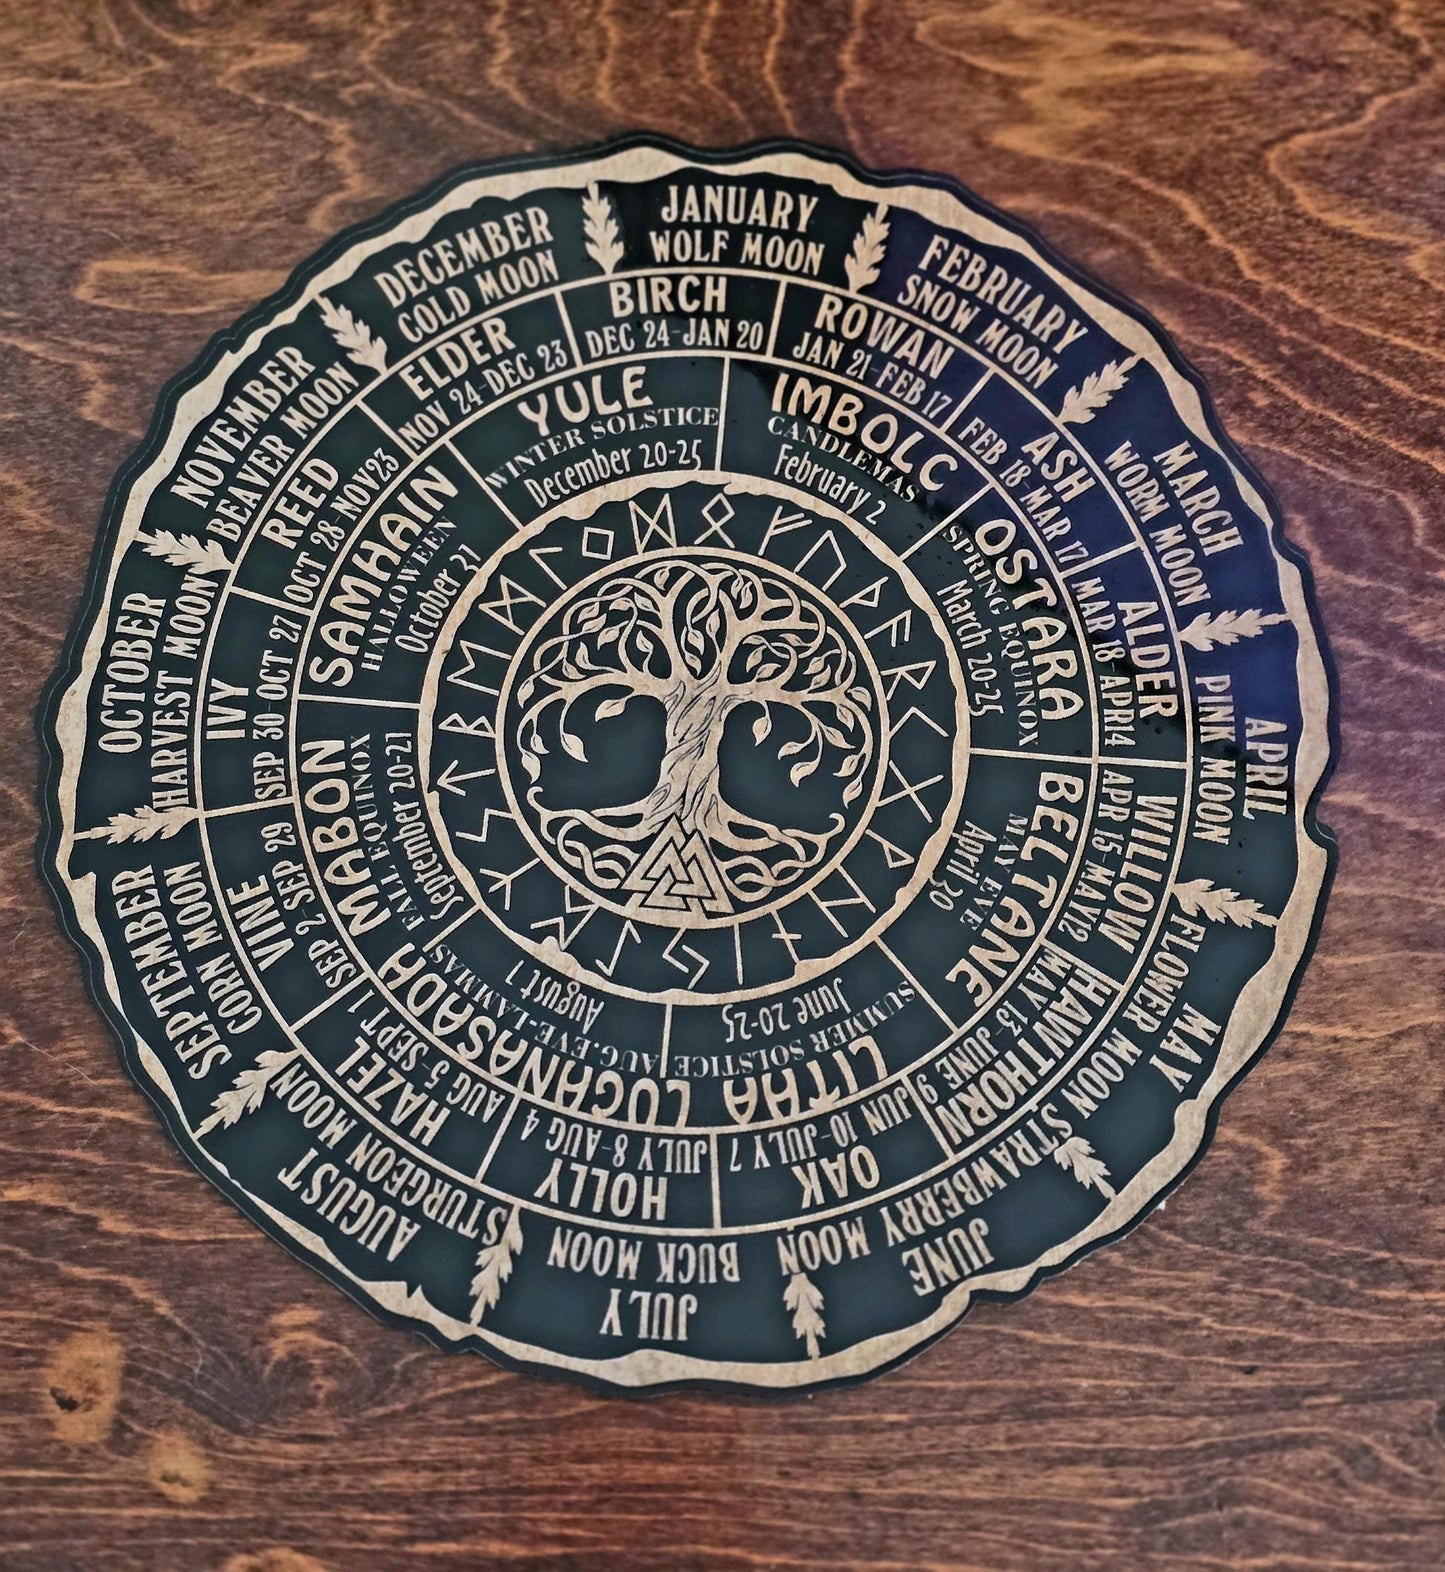 JANUARY
WOLF MOON
FEBRUARY
SNOW MOON
MARCH
WORM MOON
APRIL
PINK MOON
MAY
FLOWER MOON
JUNE
STRAWBERRY MOON
JULY
BUCK MOON
AUGUST
STURGEON MOON
SEPTEMBER
CORN MOON
OCTOBER
HARVEST MOON
NOVEMBER
BEAVER MOON
DECEMBER
COLD MOON
BIRCH
DEC 24-JAN 20
ROWAN
JAN 21-FEB 17
ASH
FEB 18-MAR 17
ALDER
MAR 18-APR14
WILLOW
APR 15-MAY12
HAWTHORN
MAY 13-JUNE 9
OAK
JUN 10-JULY 7
HOLLY
JULY 8-AUG 4
HAZEL
AUG 5-SEPT 1
VINE
SEP 2-SEP 29
IVY
SEP 30-OCT 27
REED
OCT 28-NOV23
ELDER
NOV 24-DEC 23
YULE
WINTER SOLSTICE
December 20-25
IMBOLC
CANDLEMAS
February 2
OSTARA
SPRING EQUINOX
March 20-25
BELTANE
MAY EVE
April 30
LITHA
SUMMER SOLSTICE
June 20-25
LUGHNASADH
AUG.EVE-LAMMAS
August 1
MABON
FALL EQUINOX
September 20-21
SAMHAIN
HALLOWEEN
October 31